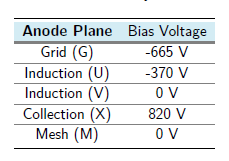 Anode Plane Bias Voltage
Grid (G) -665 V
Induction (U) -370 V
Induction (V) 0 V
Collection (X) 820 V
Mesh (M) 0 V